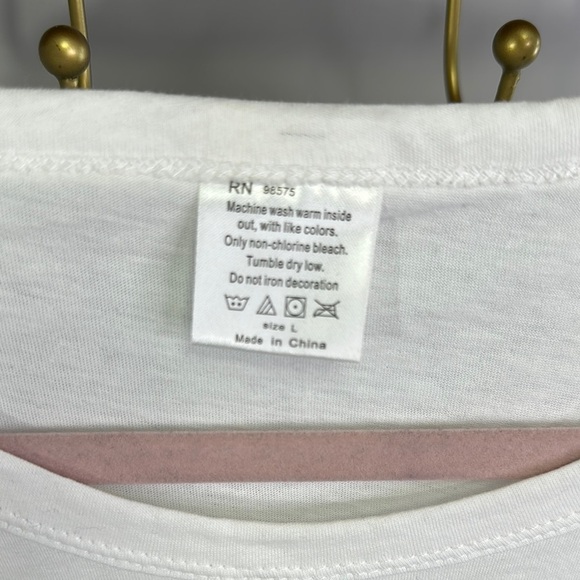 RN 96575
Machine wash warm inside
out, with like colors.
Only non-chlorine bleach.
Tumble dry low.
Do not iron decoration
size L
Made in China